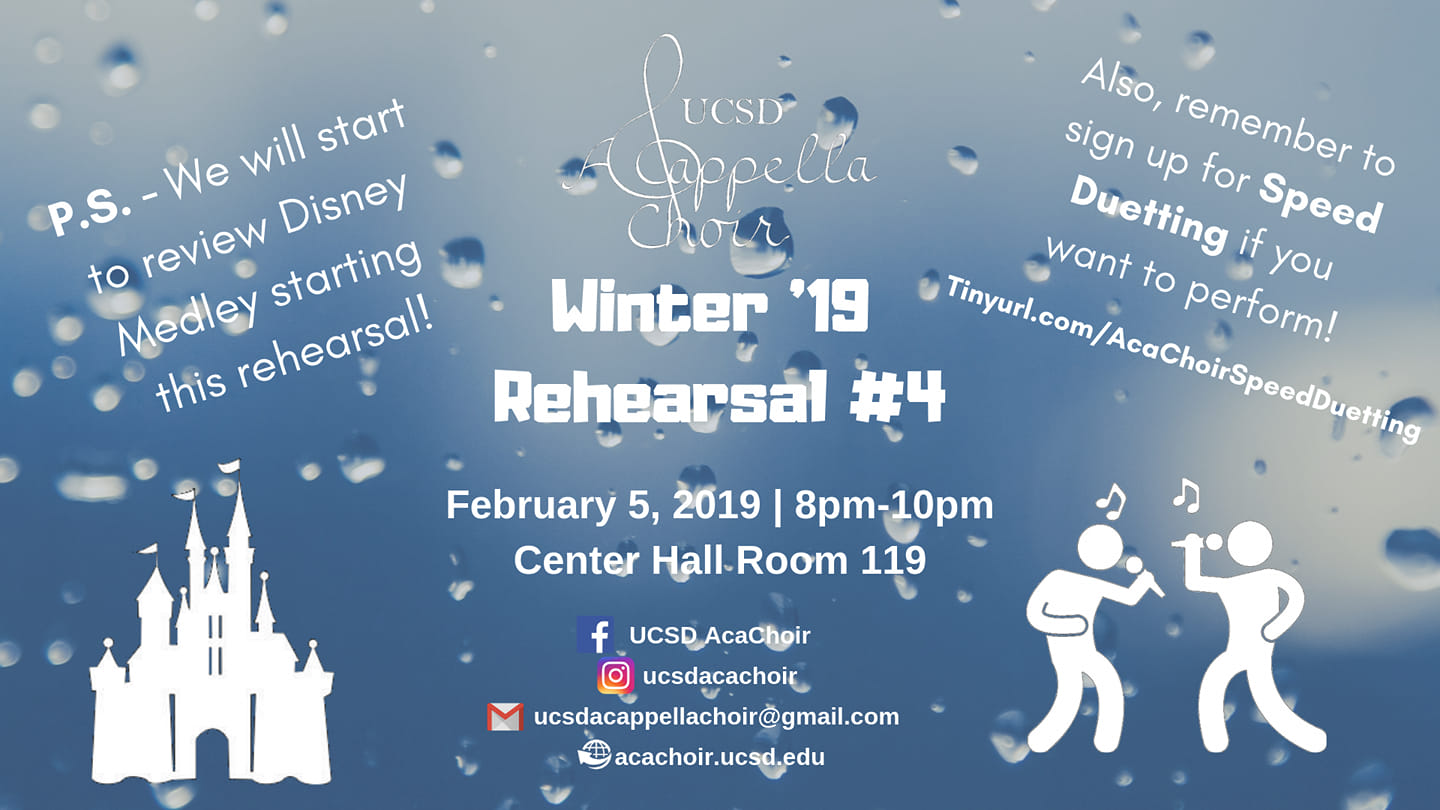 UCSD
A Cappella
Choir
Winter '19
Rehearsal #4
February 5, 2019 | 8pm-10pm
Center Hall Room 119
UCSD AcaChoir
ucsdacachoir
ucsdacappellachoir@gmail.com
acachoir.ucsd.edu
P.S. - We will start
to review Disney
Medley starting
this rehearsal!
Also, remember to
sign up for Speed
Duetting if you
want to perform!
Tinyurl.com/AcaChoirSpeedDuetting